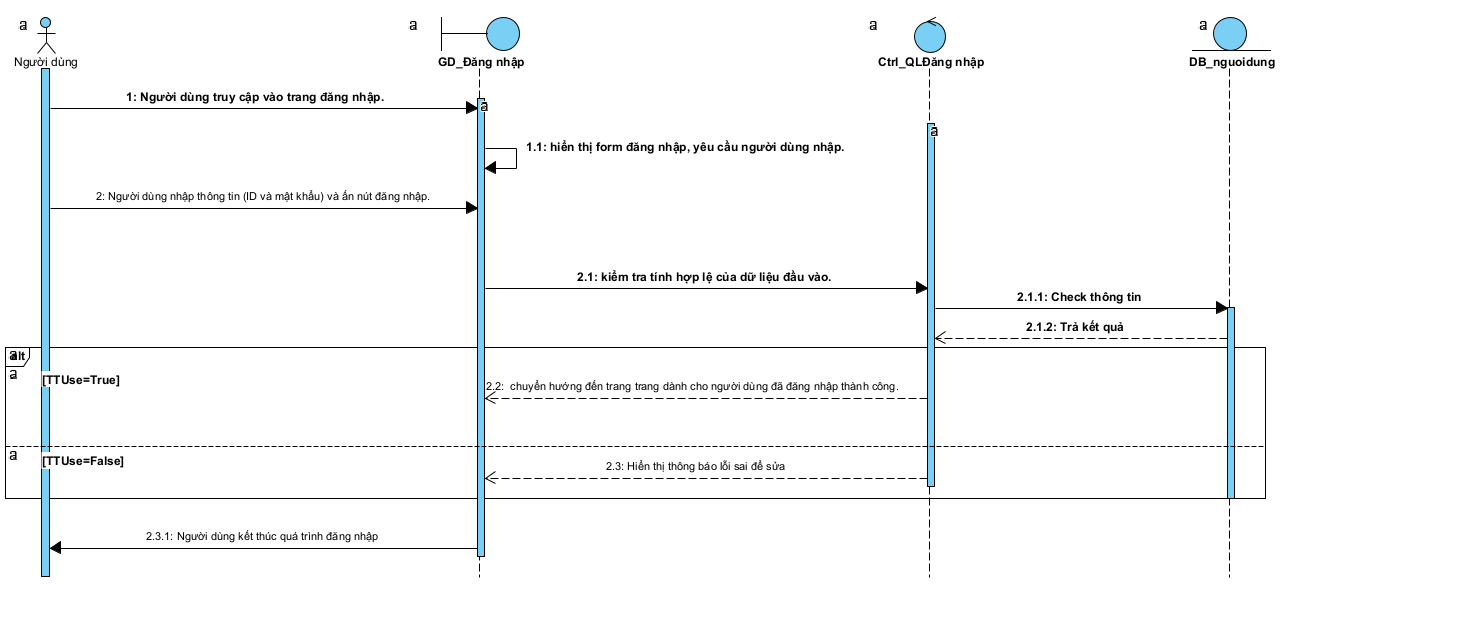 a
a
a
a
Người dùng
GD_Đăng nhập
Ctrl_QLĐăng nhập
DB_nguoidung
1: Người dùng truy cập vào trang đăng nhập.
a
a
1.1: hiển thị form đăng nhập, yêu cầu người dùng nhập.
2: Người dùng nhập thông tin (ID và mật khẩu) và ấn nút đăng nhập.
2.1: kiểm tra tính hợp lệ của dữ liệu đầu vào.
2.1.1: Check thông tin
2.1.2: Trả kết quả
a
alt
a
[TTUse=True]
2.2: chuyển hướng đến trang trang dành cho người dùng đã đăng nhập thành công.
a
[TTUse=False]
2.3: Hiển thị thông báo lỗi sai để sửa
2.3.1: Người dùng kết thúc quá trình đăng nhập